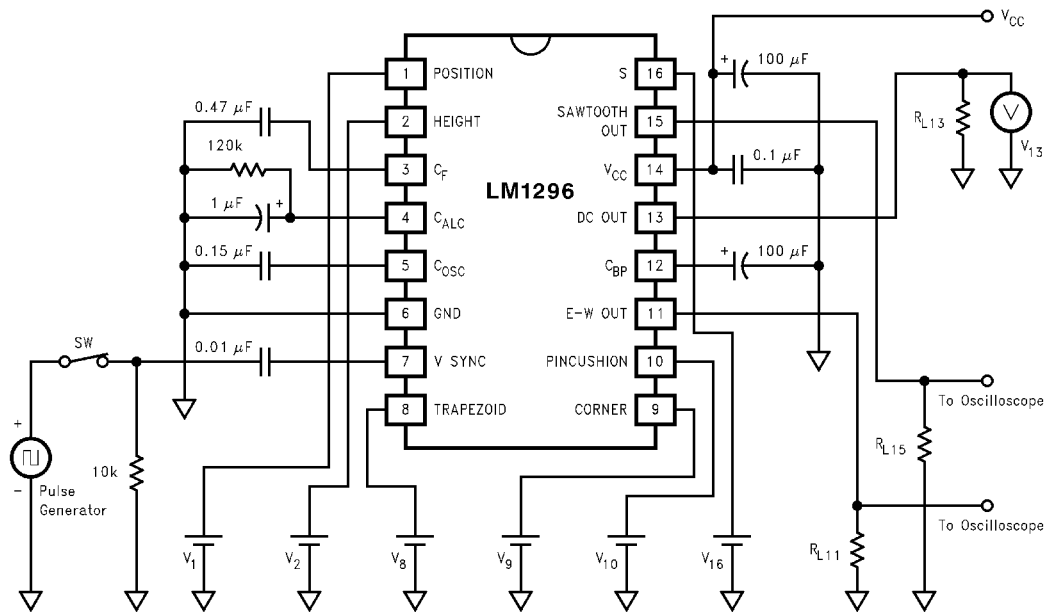 V_CC
100 μF
+
1 POSITION
S 16
0.47 μF
2 HEIGHT
SAWTOOTH OUT 15
R_L13
V
V_13
120k
3 C_F
LM1296
V_CC 14
0.1 μF
1 μF
+
4 C_ALC
DC OUT 13
0.15 μF
5 C_OSC
C_BP 12
+
100 μF
6 GND
E-W OUT 11
SW
0.01 μF
7 V SYNC
PINCUSHION 10
8 TRAPEZOID
CORNER 9
To Oscilloscope
+
−
Pulse
Generator
10k
R_L15
V_1
V_2
V_8
V_9
V_10
V_16
R_L11
To Oscilloscope